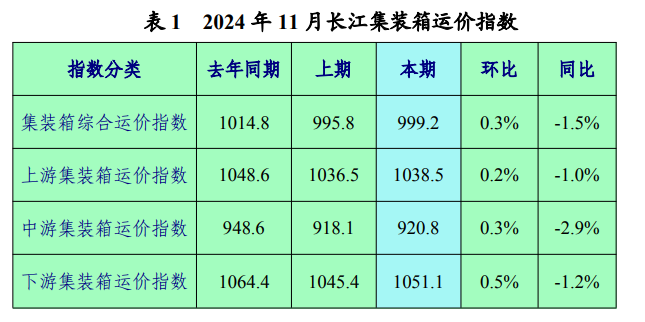 表 1 2024 年 11 月长江集装箱运价指数
指数分类 去年同期 上期 本期 环比 同比
集装箱综合运价指数 1014.8 995.8 999.2 0.3% -1.5%
上游集装箱运价指数 1048.6 1036.5 1038.5 0.2% -1.0%
中游集装箱运价指数 948.6 918.1 920.8 0.3% -2.9%
下游集装箱运价指数 1064.4 1045.4 1051.1 0.5% -1.2%